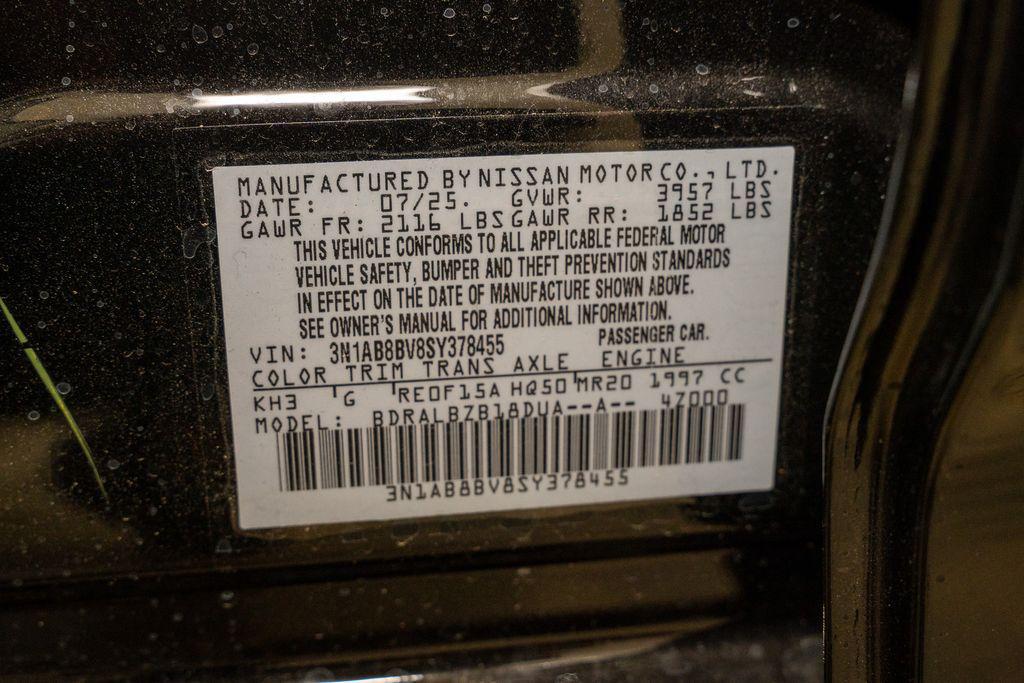 MANUFACTURED BY NISSAN MOTOR CO., LTD.
DATE: 07/25. GVWR: 3957 LBS
GAWR FR: 2116 LBS GAWR RR: 1852 LBS
THIS VEHICLE CONFORMS TO ALL APPLICABLE FEDERAL MOTOR
VEHICLE SAFETY, BUMPER AND THEFT PREVENTION STANDARDS
IN EFFECT ON THE DATE OF MANUFACTURE SHOWN ABOVE.
SEE OWNER'S MANUAL FOR ADDITIONAL INFORMATION.
VIN: 3N1AB8BV8SY378455 PASSENGER CAR.
COLOR TRIM TRANS AXLE ENGINE
KH3 G RE0F15A HQ50 MR20 1997 CC
MODEL: BDRALBZB18DUA--A-- 4Z000
3N1AB8BV8SY378455